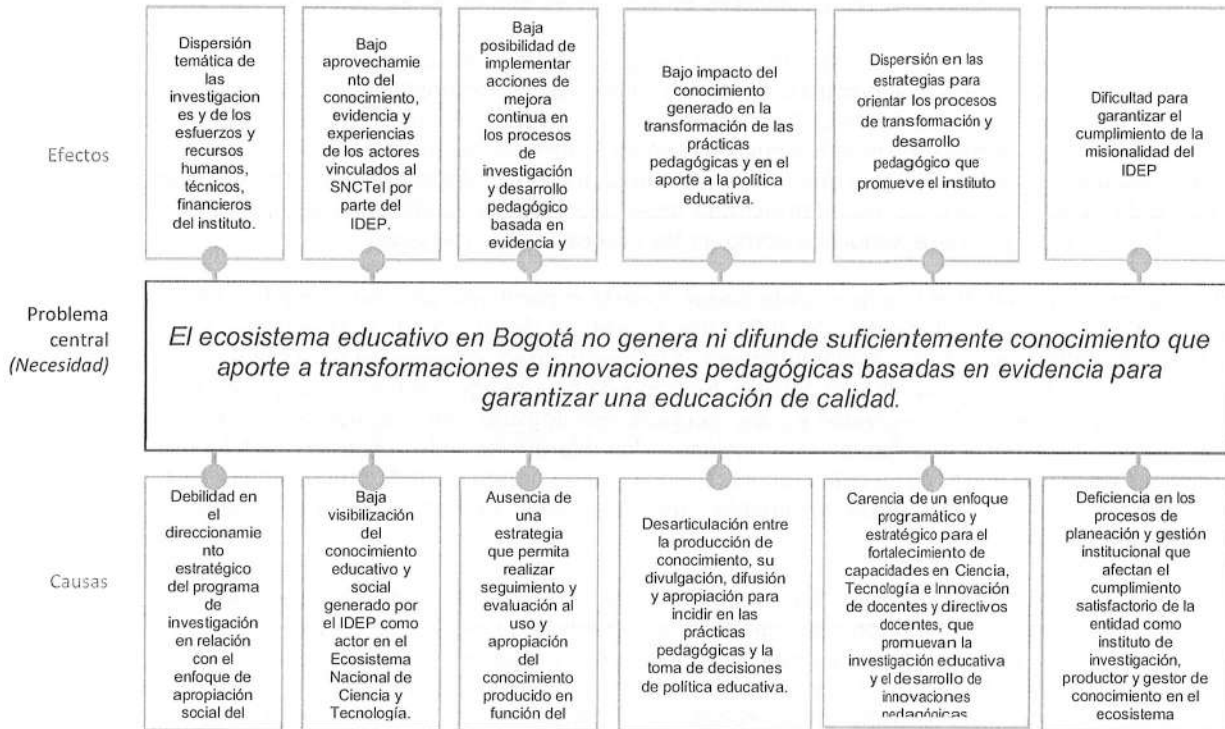 Efectos
Dispersión
temática de
las
investigacion
es y de los
esfuerzos y
recursos
humanos,
técnicos,
financieros
del instituto.
Bajo
aprovechamie
nto del
conocimiento,
evidencia y
experiencias
de los actores
vinculados al
SNCTeI por
parte del
IDEP.
Baja
posibilidad de
implementar
acciones de
mejora
continua en
los procesos
de
investigación
y desarrollo
pedagógico
basada en
evidencia y
Bajo impacto del
conocimiento
generado en la
transformación de las
prácticas
pedagógicas y en el
aporte a la política
educativa.
Dispersión en las
estrategias para
orientar los procesos
de transformación y
desarrollo
pedagógico que
promueve el instituto
Dificultad para
garantizar el
cumplimiento de la
misionalidad del
IDEP
Problema
central
(Necesidad)
El ecosistema educativo en Bogotá no genera ni difunde suficientemente conocimiento que
aporte a transformaciones e innovaciones pedagógicas basadas en evidencia para
garantizar una educación de calidad.
Causas
Debilidad en
el
direccionamie
nto
estratégico
del programa
de
investigación
en relación
con el
enfoque de
apropiación
social del
Baja
visibilización
del
conocimiento
educativo y
social
generado por
el IDEP como
actor en el
Ecosistema
Nacional de
Ciencia y
Tecnología.
Ausencia de
una
estrategia
que permita
realizar
seguimiento y
evaluación al
uso y
apropiación
del
conocimiento
producido en
función del
Desarticulación entre
la producción de
conocimiento, su
divulgación, difusión
y apropiación para
incidir en las
prácticas
pedagógicas y la
toma de decisiones
de política educativa.
Carencia de un enfoque
programático y
estratégico para el
fortalecimiento de
capacidades en Ciencia,
Tecnología e Innovación
de docentes y directivos
docentes, que
promuevan la
investigación educativa
y el desarrollo de
innovaciones
pedagógicas
Deficiencia en los
procesos de
planeación y gestión
institucional que
afectan el
cumplimiento
satisfactorio de la
entidad como
instituto de
investigación,
productor y gestor de
conocimiento en el
ecosistema